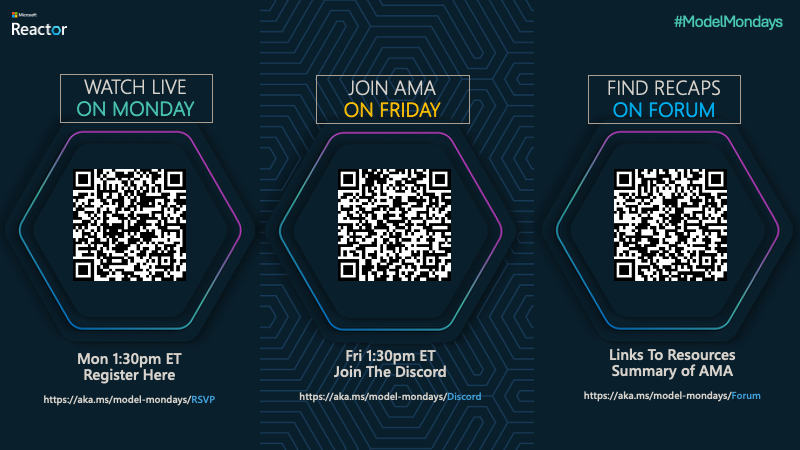 Microsoft
Reactor
#ModelMondays
WATCH LIVE
ON MONDAY
Mon 1:30pm ET
Register Here
https://aka.ms/model-mondays/RSVP
JOIN AMA
ON FRIDAY
Fri 1:30pm ET
Join The Discord
https://aka.ms/model-mondays/Discord
FIND RECAPS
ON FORUM
Links To Resources
Summary of AMA
https://aka.ms/model-mondays/Forum